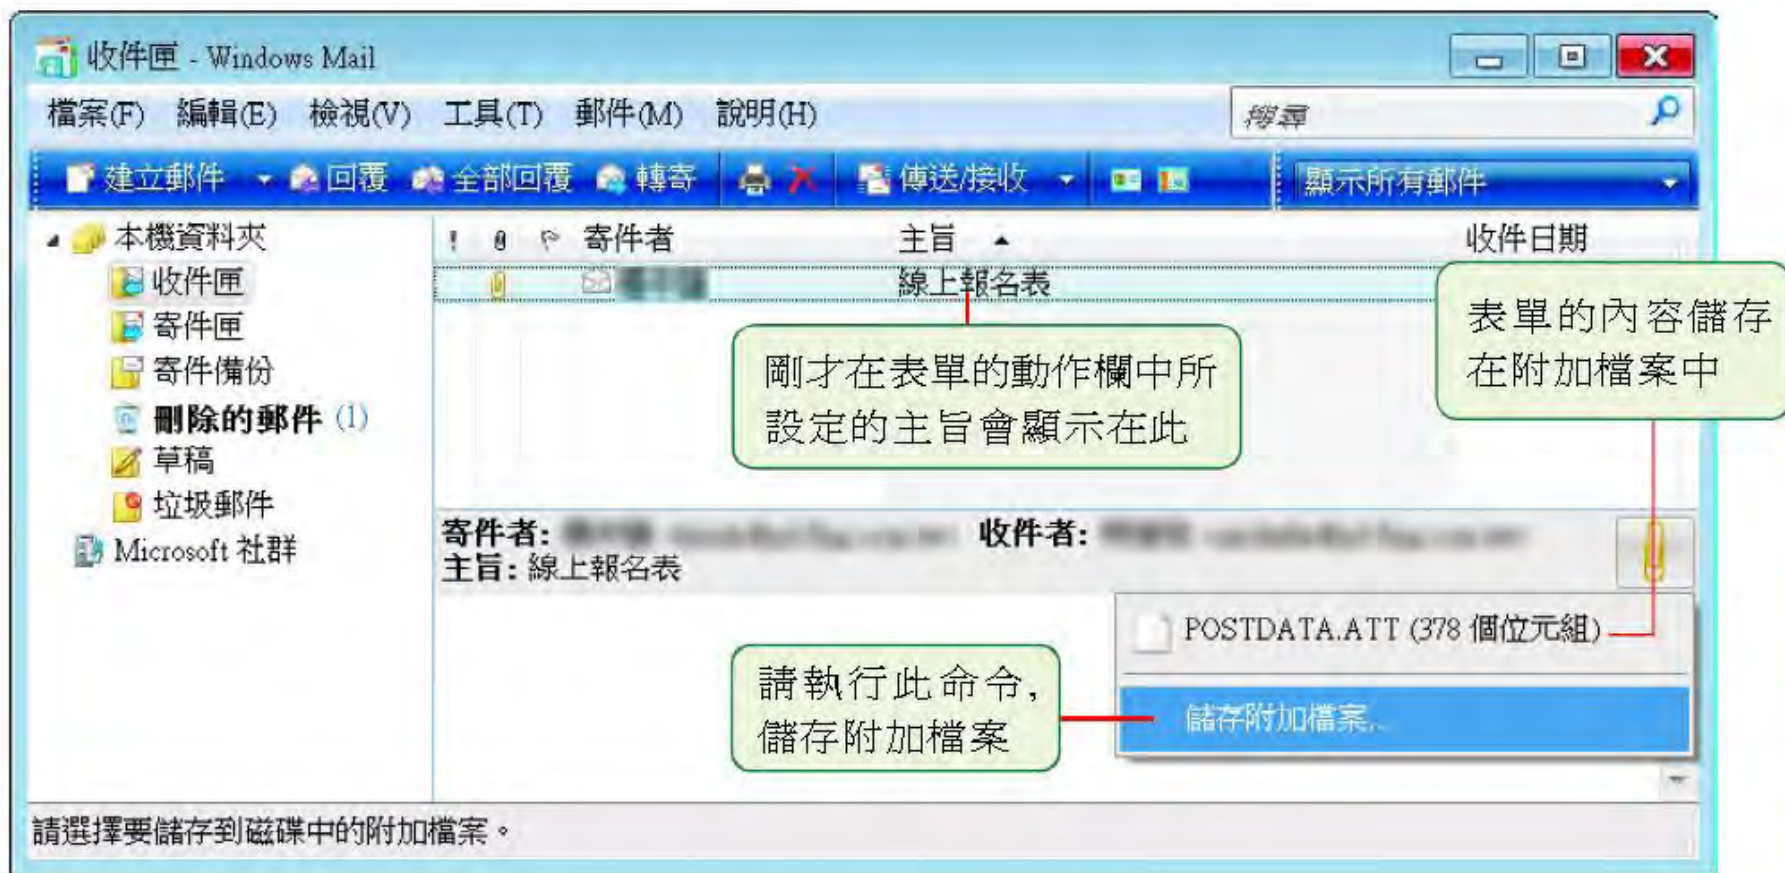 收件匣 - Windows Mail
檔案(F) 編輯(E) 檢視(V) 工具(T) 郵件(M) 說明(H)
搜尋
建立郵件 回覆 全部回覆 轉寄 傳送/接收 顯示所有郵件
本機資料夾
收件匣
寄件匣
寄件備份
刪除的郵件 (1)
草稿
垃圾郵件
Microsoft 社群
! 寄件者 主旨 收件日期
線上報名表
剛才在表單的動作欄中所
設定的主旨會顯示在此
表單的內容儲存
在附加檔案中
寄件者: 收件者:
主旨: 線上報名表
POSTDATA.ATT (378 個位元組)
儲存附加檔案...
請執行此命令,
儲存附加檔案
請選擇要儲存到磁碟中的附加檔案。